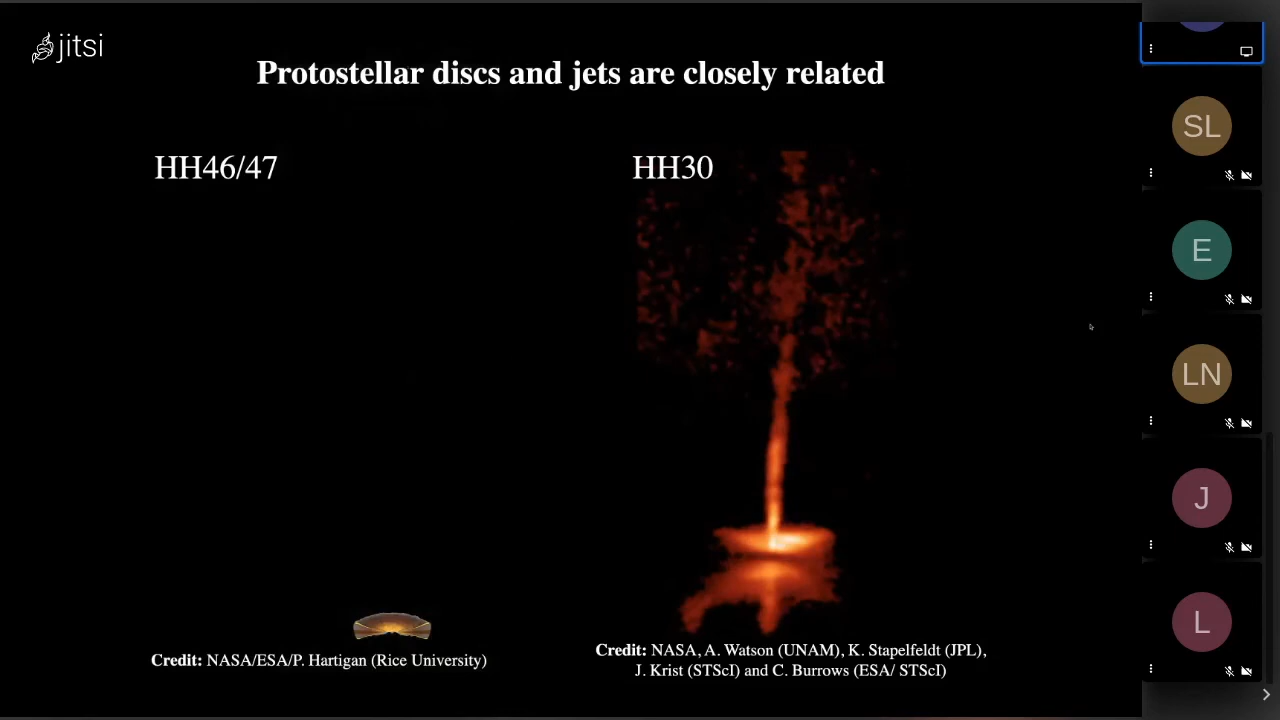 jitsi
Protostellar discs and jets are closely related
HH46/47
HH30
Credit: NASA/ESA/P. Hartigan (Rice University)
Credit: NASA, A. Watson (UNAM), K. Stapelfeldt (JPL),
J. Krist (STScI) and C. Burrows (ESA/ STScI)
SL
E
LN
J
L